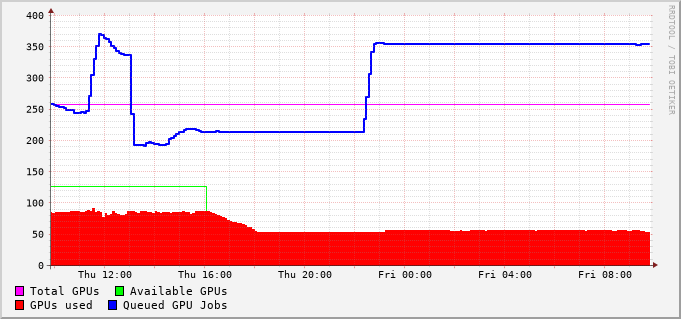 400
350
300
250
200
150
100
50
0
Thu 12:00 Thu 16:00 Thu 20:00 Fri 00:00 Fri 04:00 Fri 08:00
Total GPUs Available GPUs
GPUs used Queued GPU Jobs
RRDTOOL / TOBI OETIKER